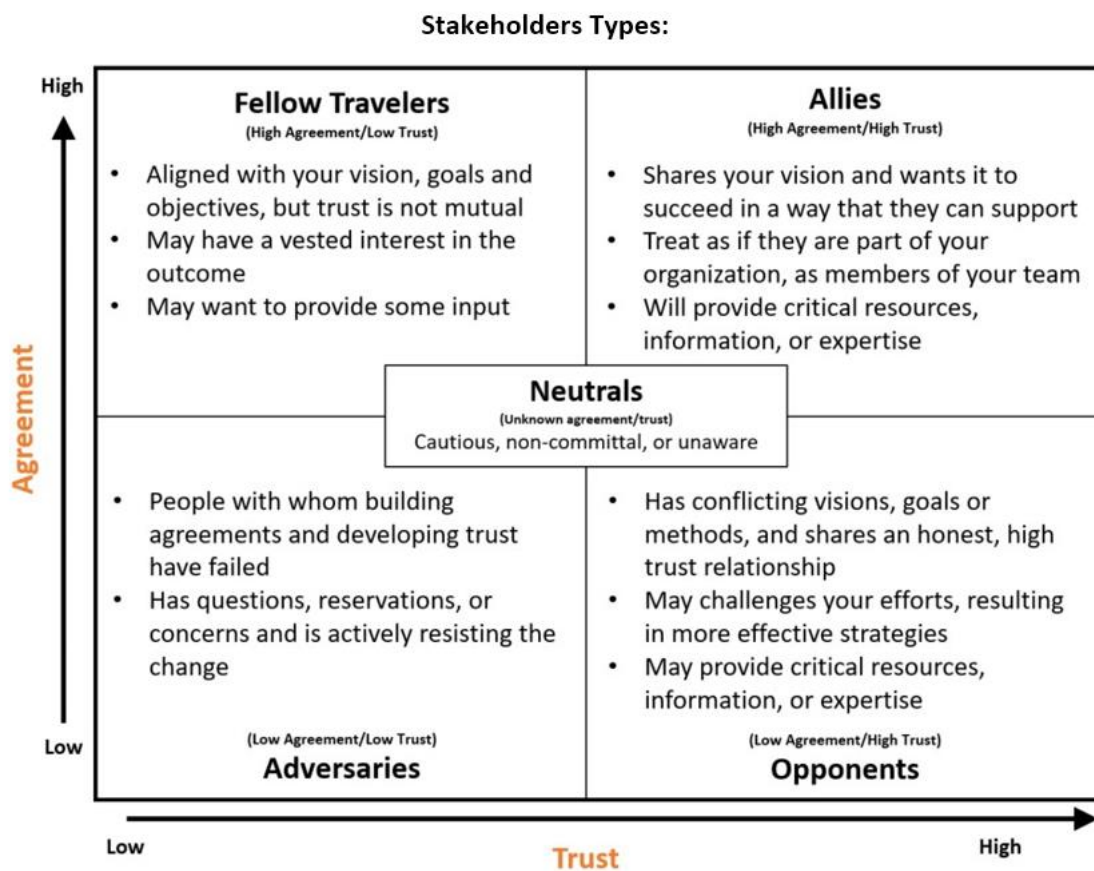 Stakeholders Types:
High
Fellow Travelers
(High Agreement/Low Trust)
• Aligned with your vision, goals and
objectives, but trust is not mutual
• May have a vested interest in the
outcome
• May want to provide some input
Allies
(High Agreement/High Trust)
• Shares your vision and wants it to
succeed in a way that they can support
• Treat as if they are part of your
organization, as members of your team
• Will provide critical resources,
information, or expertise
Agreement
Neutrals
(Unknown agreement/trust)
Cautious, non-committal, or unaware
• People with whom building
agreements and developing trust
have failed
• Has questions, reservations, or
concerns and is actively resisting the
change
(Low Agreement/Low Trust)
Adversaries
• Has conflicting visions, goals or
methods, and shares an honest, high
trust relationship
• May challenges your efforts, resulting
in more effective strategies
• May provide critical resources,
information, or expertise
(Low Agreement/High Trust)
Opponents
Low
Low
Trust
High